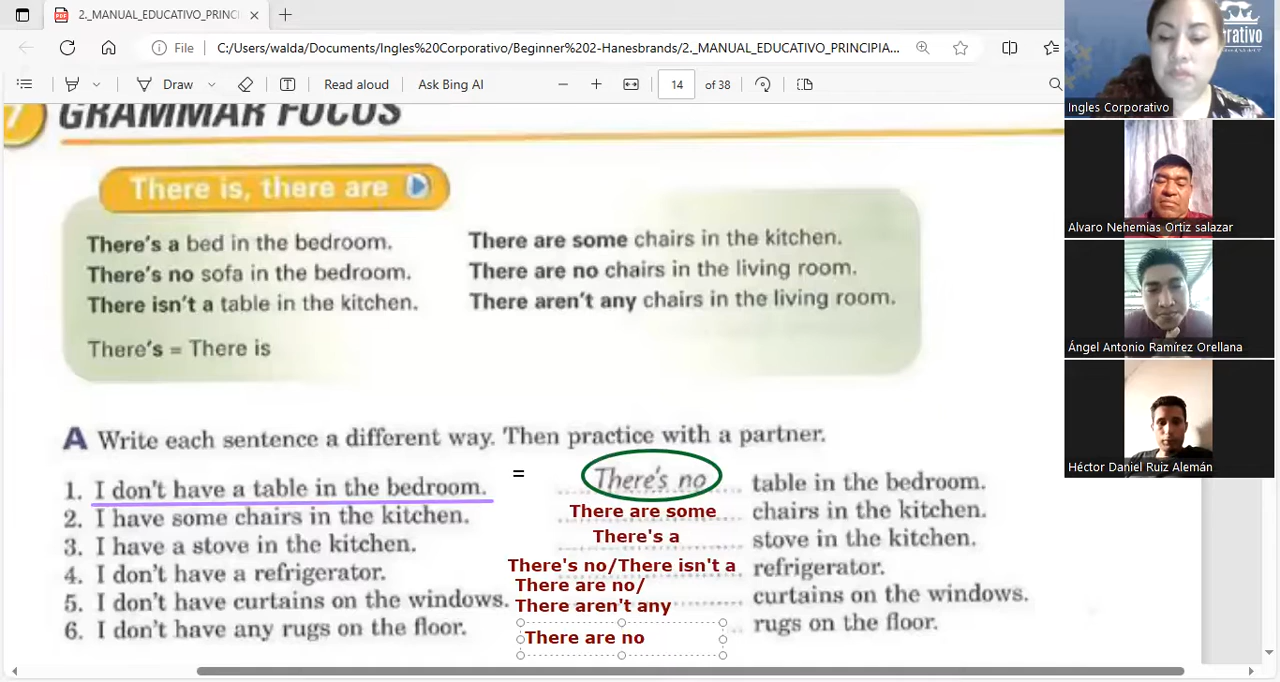 2._MANUAL_EDUCATIVO_PRINCI
File
C:/Users/walda/Documents/Ingles%20Corporativo/Beginner%202-Hanesbrands/2._MANUAL_EDUCATIVO_PRINCIPIA...
Draw
Read aloud
Ask Bing AI
14
of 38
7 GRAMMAR FOCUS
There is, there are
There's a bed in the bedroom.
There's no sofa in the bedroom.
There isn't a table in the kitchen.
There's = There is
There are some chairs in the kitchen.
There are no chairs in the living room.
There aren't any chairs in the living room.
A Write each sentence a different way. Then practice with a partner.
1. I don't have a table in the bedroom. = There's no table in the bedroom.
2. I have some chairs in the kitchen. There are some chairs in the kitchen.
3. I have a stove in the kitchen. There's a stove in the kitchen.
4. I don't have a refrigerator. There's no/There isn't a refrigerator.
5. I don't have curtains on the windows. There are no/
There aren't any curtains on the windows.
6. I don't have any rugs on the floor. There are no rugs on the floor.
Ingles Corporativo
Alvaro Nehemias Ortiz salazar
Ángel Antonio Ramírez Orellana
Héctor Daniel Ruiz Alemán